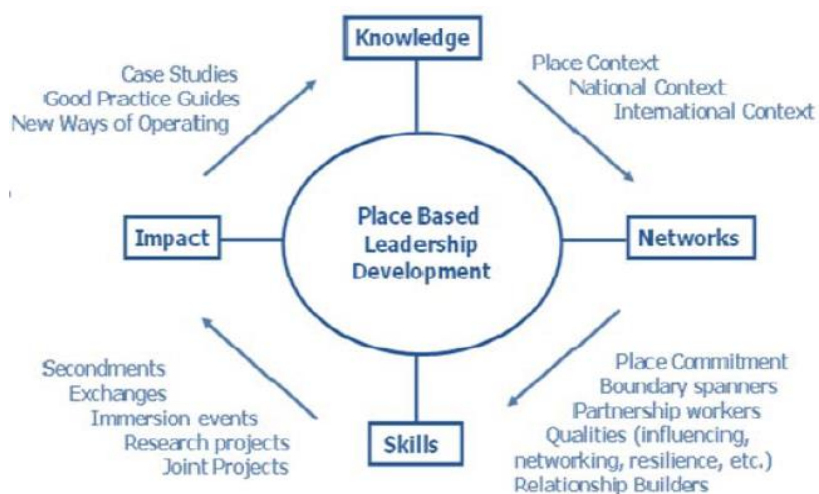 Knowledge
Case Studies
Good Practice Guides
New Ways of Operating
Place Context
National Context
International Context
Impact
Place Based
Leadership
Development
Networks
Secondments
Exchanges
Immersion events
Research projects
Joint Projects
Skills
Place Commitment
Boundary spanners
Partnership workers
Qualities (influencing,
networking, resilience, etc.)
Relationship Builders